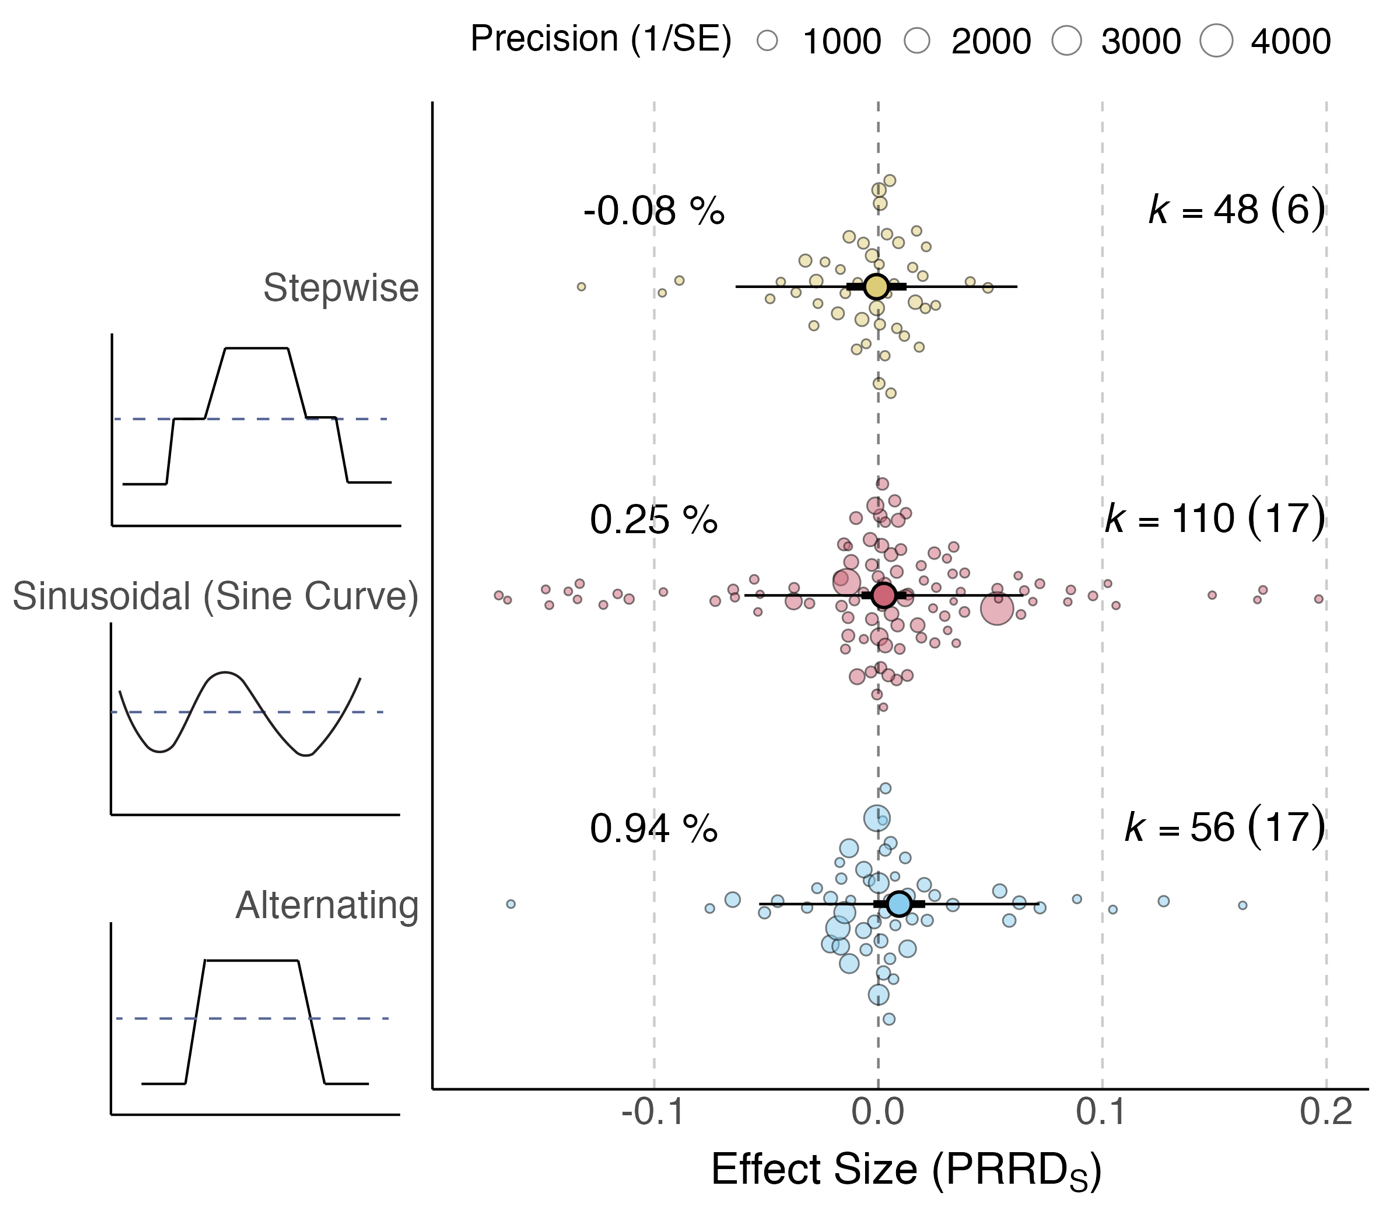 Precision (1/SE) 1000 2000 3000 4000
-0.08 % k = 48 (6)
Stepwise
0.25 % k = 110 (17)
Sinusoidal (Sine Curve)
0.94 % k = 56 (17)
Alternating
-0.1 0.0 0.1 0.2
Effect Size (PRRDS)